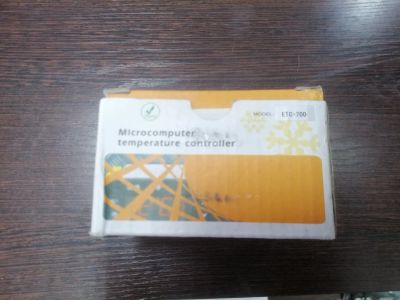 MODEL: ETC-200
Microcomputer
temperature controller